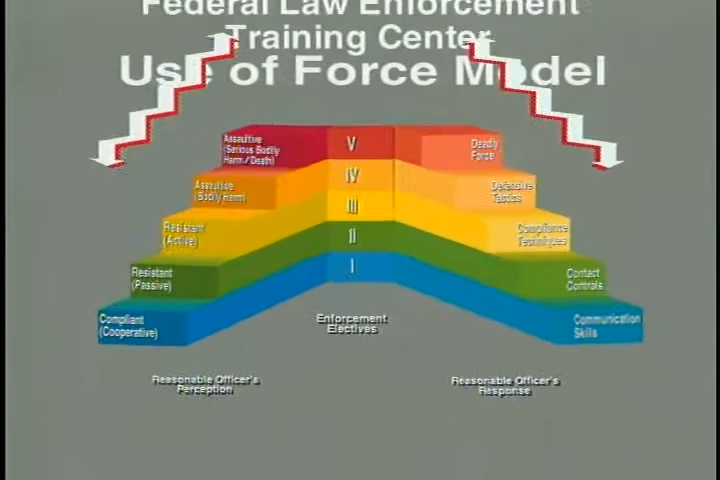 Federal Law Enforcement
Training Center
Use of Force Model
Assaultive
(Serious Bodily
Harm/Death)
V
Deadly
Force
Assaultive
(Bodily Harm)
IV
Defensive
Tactics
Resistant
(Active)
III
Compliance
Techniques
Resistant
(Passive)
II
Contact
Controls
Compliant
(Cooperative)
I
Communication
Skills
Enforcement
Electives
Reasonable Officer's
Perception
Reasonable Officer's
Response